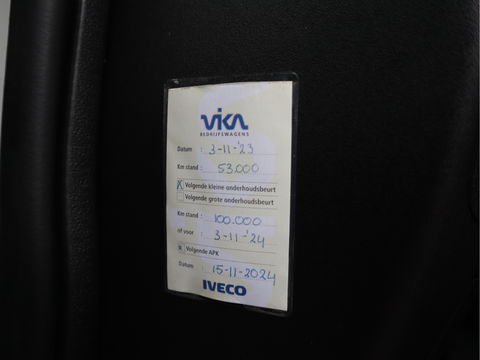 VIKA
BEDRIJFSWAGENS
Datum : 3-11-'23
Km stand : 53.000
X Volgende kleine onderhoudsbeurt
Volgende grote onderhoudsbeurt
Km stand : 100.000
of voor : 3-11-'24
Volgende APK
Datum : 15-11-2024
IVECO